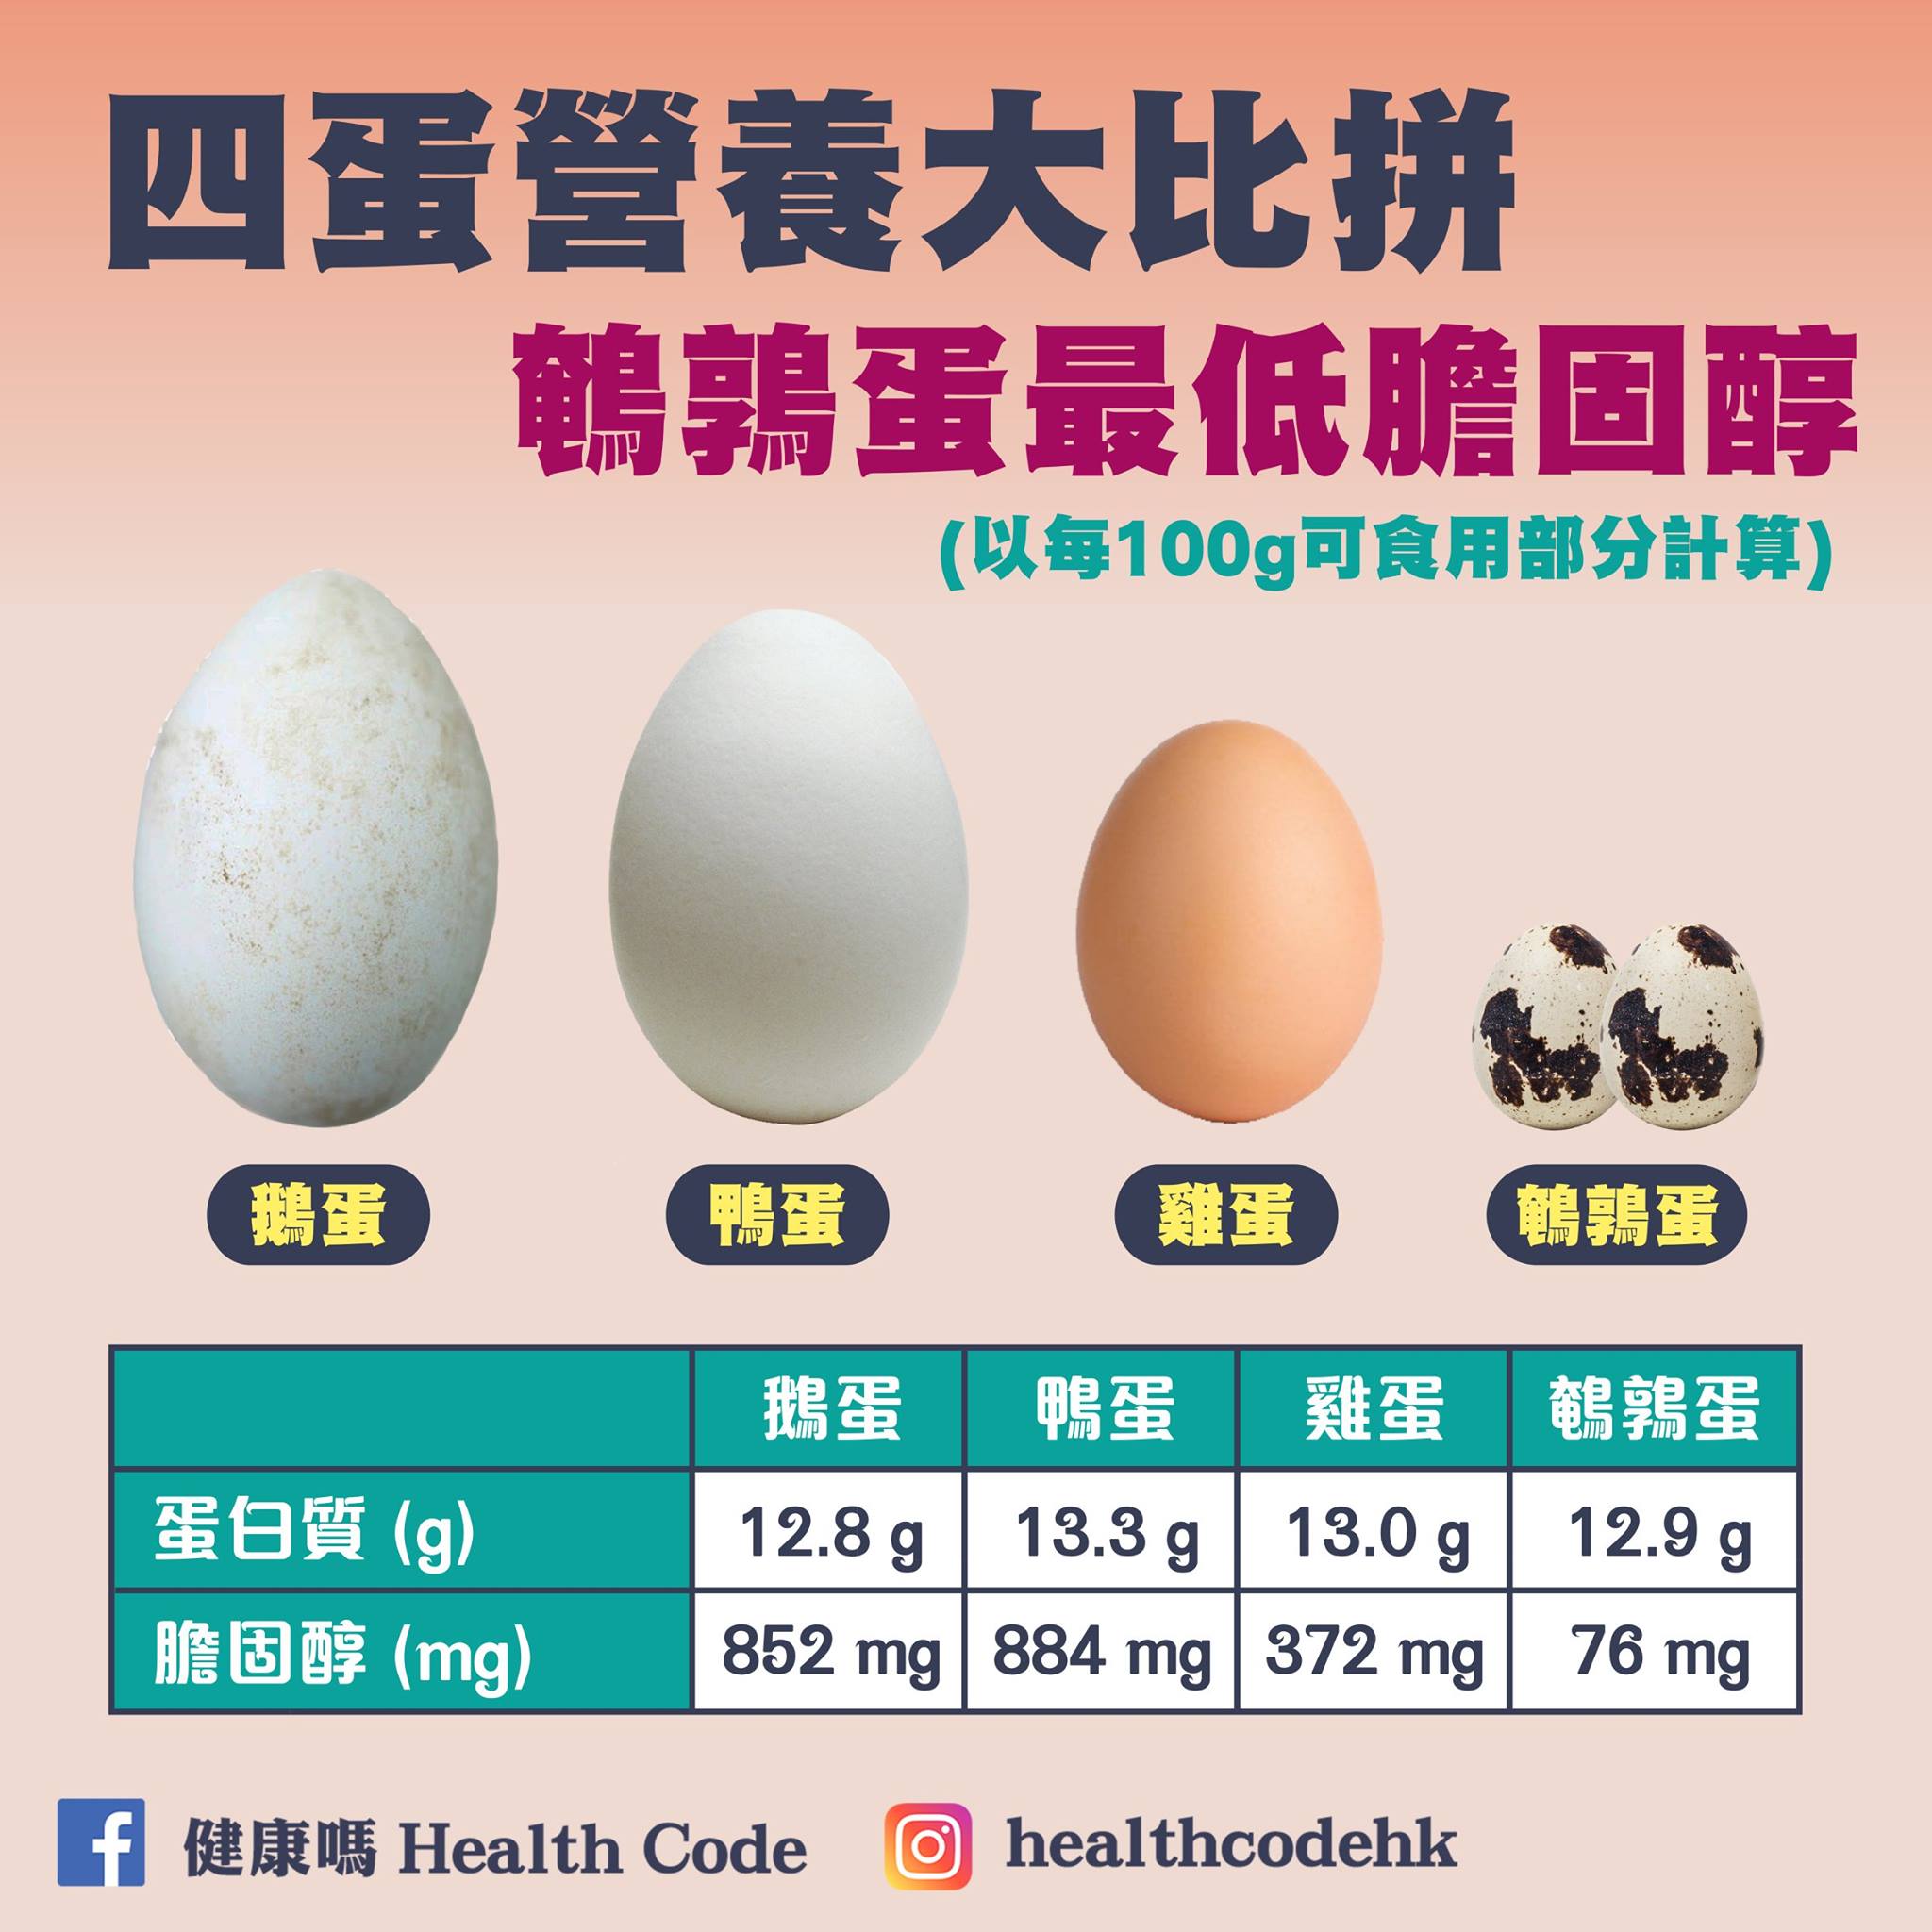 四蛋營養大比拼
鵪鶉蛋最低膽固醇
(以每100g可食用部分計算)
鵝蛋 鴨蛋 雞蛋 鵪鶉蛋
鵝蛋 鴨蛋 雞蛋 鵪鶉蛋
蛋白質 (g) 12.8 g 13.3 g 13.0 g 12.9 g
膽固醇 (mg) 852 mg 884 mg 372 mg 76 mg
健康嗎 Health Code healthcodehk